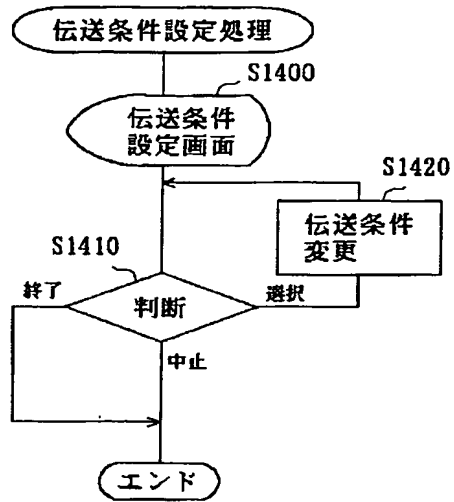 伝送条件設定処理
S1400
伝送条件
設定画面
S1420
伝送条件
変更
S1410
終了
判断
選択
中止
エンド